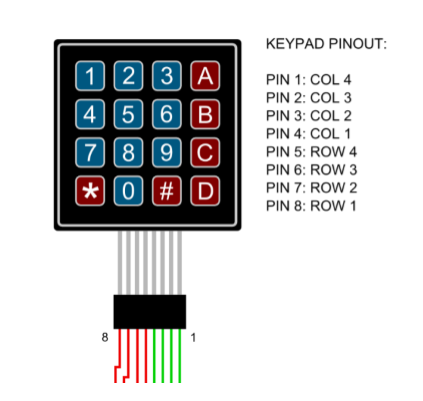 KEYPAD PINOUT:
1 2 3 A
4 5 6 B
7 8 9 C
* 0 # D
PIN 1: COL 4
PIN 2: COL 3
PIN 3: COL 2
PIN 4: COL 1
PIN 5: ROW 4
PIN 6: ROW 3
PIN 7: ROW 2
PIN 8: ROW 1
8 1